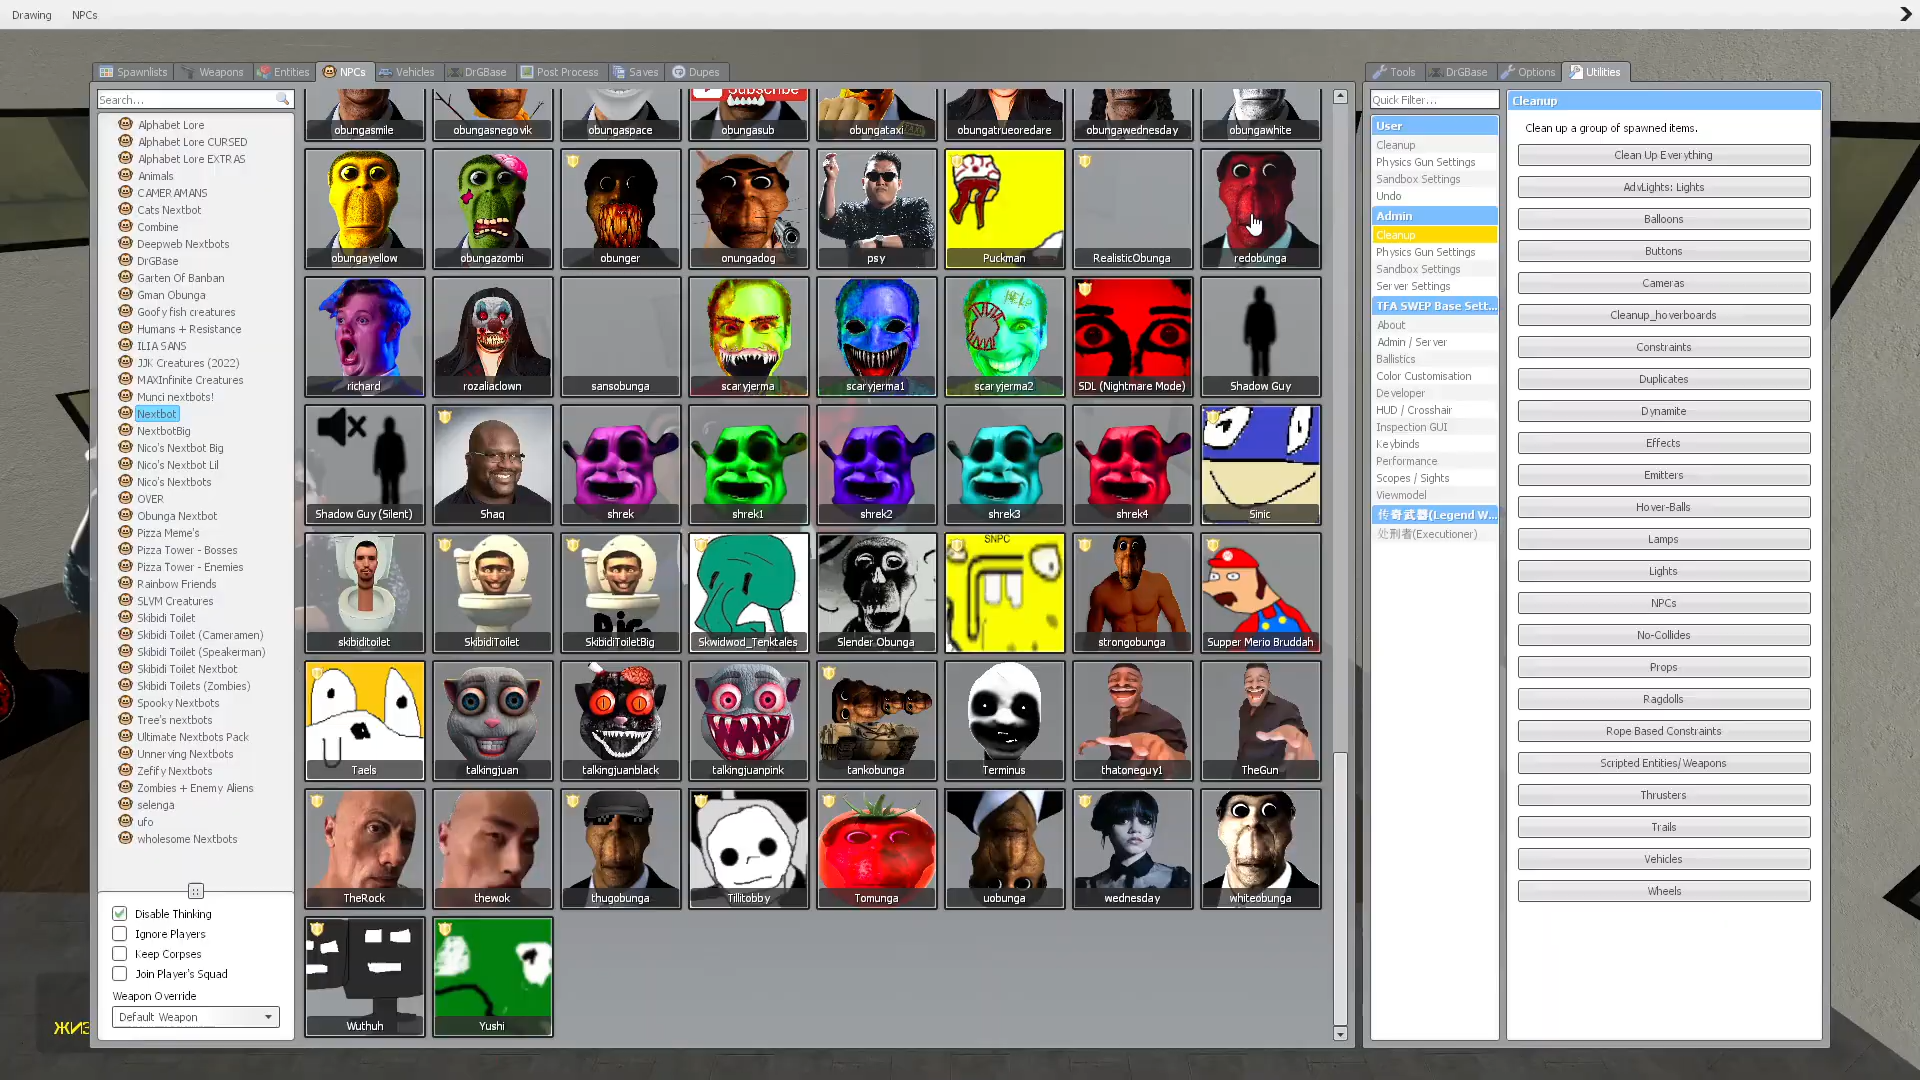 Drawing NPCs
Spawnlists Weapons Entities NPCs Vehicles DrGBase Post Process Saves Dupes
Search...
Alphabet Lore
Alphabet Lore CURSED
Alphabet Lore EXTRAS
Animals
CAMERAMANS
Cats Nextbot
Combine
Deepweb Nextbots
DrGBase
Garten Of Banban
Gman Obunga
Goofy fish creatures
Humans + Resistance
ILIA SANS
JJK Creatures (2022)
MAXInfinite Creatures
Munci nextbots!
Nextbot
NextbotBig
Nico's Nextbot Big
Nico's Nextbot Lil
Nico's Nextbots
OVER
Obunga Nextbot
Pizza Meme's
Pizza Tower - Bosses
Pizza Tower - Enemies
Rainbow Friends
SLVM Creatures
Skibidi Toilet
Skibidi Toilet (Cameramen)
Skibidi Toilet (Speakerman)
Skibidi Toilet Nextbot
Skibidi Toilets (Zombies)
Spooky Nextbots
Tree's nextbots
Ultimate Nextbots Pack
Unnerving Nextbots
Zefify Nextbots
Zombies + Enemy Aliens
selenga
ufo
wholesome Nextbots
Disable Thinking
Ignore Players
Keep Corpses
Join Player's Squad
Weapon Override
Default Weapon
ЖИЗ
Subscribe
obungasmile obungasnegovik obungaspace obungasub obungataxi obungatrueoredare obungawednesday obungawhite
obungayellow obungazombi obunger onungadog psy Puckman RealisticObunga redobunga
HELP
richard rozaliaclown sansobunga scaryjerma scaryjerma1 scaryjerma2 SDL (Nightmare Mode) Shadow Guy
Shadow Guy (Silent) Shaq shrek shrek1 shrek2 shrek3 shrek4 Sinic
SNPC
skibiditoilet SkibidiToilet SkibidiToiletBig Skwidwod_Tenktales Slender Obunga strongobunga Supper Merio Bruddah
Taels talkingjuan talkingjuanblack talkingjuanpink tankobunga Terminus thatoneguy1 TheGun
TheRock thewok thugobunga Tillitobby Tomunga uobunga wednesday whiteobunga
Wuthuh Yushi
Tools DrGBase Options Utilities
Quick Filter...
User
Cleanup
Physics Gun Settings
Sandbox Settings
Undo
Admin
Cleanup
Physics Gun Settings
Sandbox Settings
Server Settings
TFA SWEP Base Sett...
About
Admin / Server
Ballistics
Color Customisation
Developer
HUD / Crosshair
Inspection GUI
Keybinds
Performance
Scopes / Sights
Viewmodel
传奇武器(Legend W...
处刑者(Executioner)
Cleanup
Clean up a group of spawned items.
Clean Up Everything
AdvLights: Lights
Balloons
Buttons
Cameras
Cleanup_hoverboards
Constraints
Duplicates
Dynamite
Effects
Emitters
Hover-Balls
Lamps
Lights
NPCs
No-Collides
Props
Ragdolls
Rope Based Constraints
Scripted Entities/Weapons
Thrusters
Trails
Vehicles
Wheels